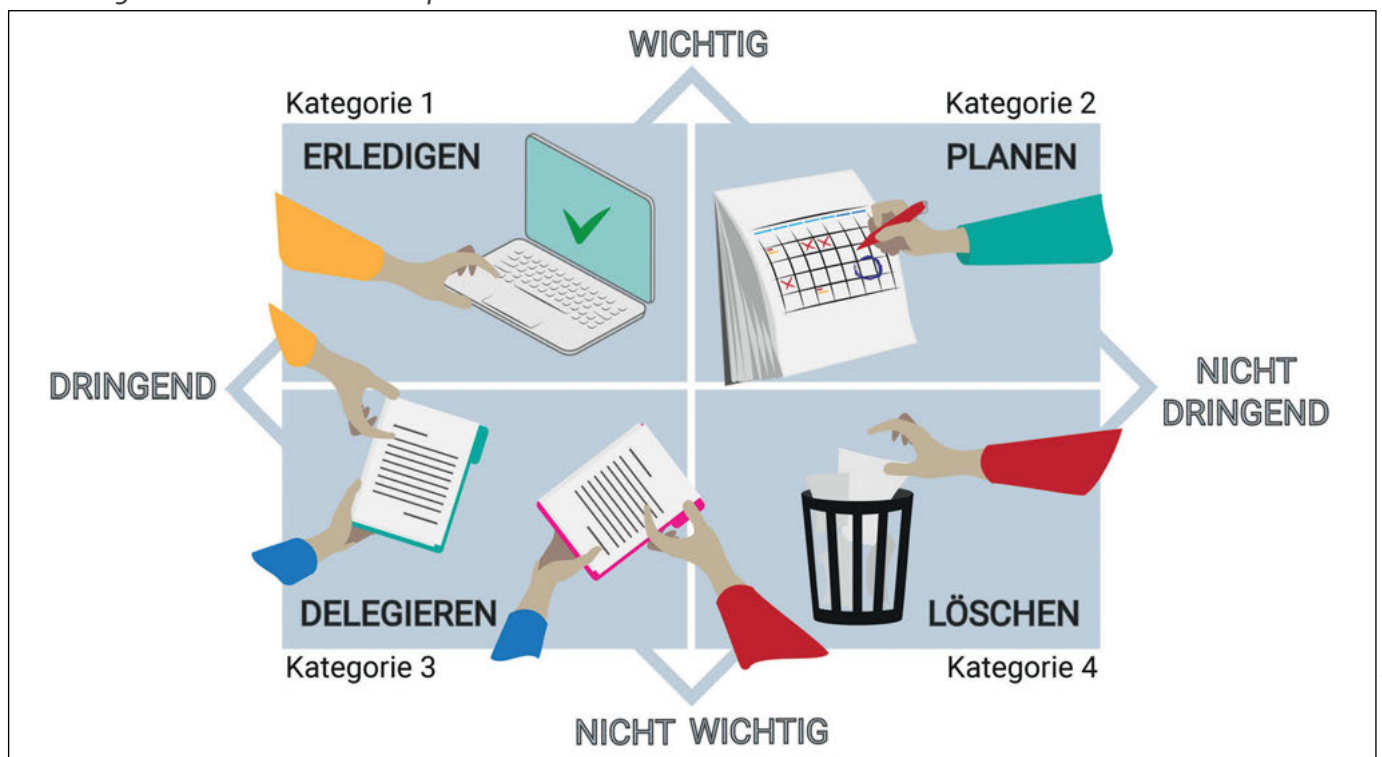 WICHTIG
Kategorie 1
Kategorie 2
ERLEDIGEN
PLANEN
DRINGEND
NICHT
DRINGEND
DELEGIEREN
LÖSCHEN
Kategorie 3
Kategorie 4
NICHT WICHTIG